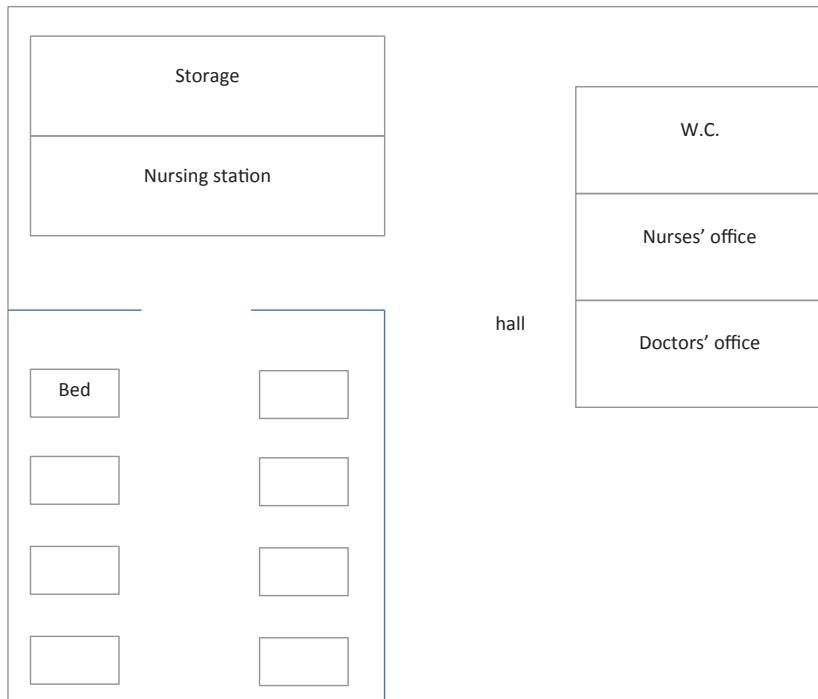 Storage
Nursing station
W.C.
Nurses’ office
hall
Doctors’ office
Bed